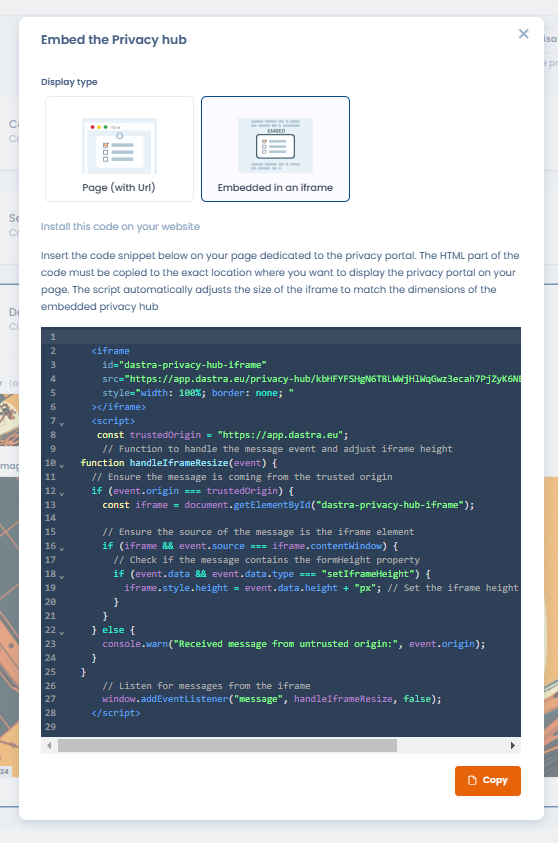 Embed the Privacy hub
Display type
EMBED
Page (with Url)
Embedded in an iframe
Install this code on your website
Insert the code snippet below on your page dedicated to the privacy portal. The HTML part of the
code must be copied to the exact location where you want to display the privacy portal on your
page. The script automatically adjusts the size of the iframe to match the dimensions of the
embedded privacy hub
1
2 <iframe
3 id="dastra-privacy-hub-iframe"
4 src="https://app.dastra.eu/privacy-hub/kbHFYFSHgN6T8LWWjHlWqGwz3ecah7PjZyK6NE
5 style="width: 100%; border: none; "
6 ></iframe>
7 <script>
8 const trustedOrigin = "https://app.dastra.eu";
9 // Function to handle the message event and adjust iframe height
10 function handleIframeResize(event) {
11 // Ensure the message is coming from the trusted origin
12 if (event.origin === trustedOrigin) {
13 const iframe = document.getElementById("dastra-privacy-hub-iframe");
14
15 // Ensure the source of the message is the iframe element
16 if (iframe && event.source === iframe.contentWindow) {
17 // Check if the message contains the formHeight property
18 if (event.data && event.data.type === "setIframeHeight") {
19 iframe.style.height = event.data.height + "px"; // Set the iframe height
20 }
21 }
22 } else {
23 console.warn("Received message from untrusted origin:", event.origin);
24 }
25 }
26 // Listen for messages from the iframe
27 window.addEventListener("message", handleIframeResize, false);
28 </script>
29
Copy
24